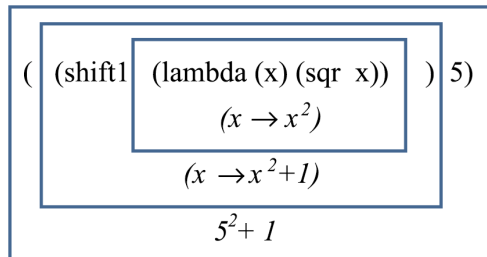 ( (shift1 (lambda (x) (sqr x)) ) 5)
(x → x²)
(x → x²+1)
5²+ 1